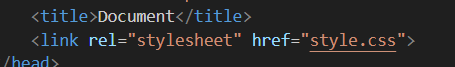 <title>Document</title>
<link rel="stylesheet" href="style.css">
/head>